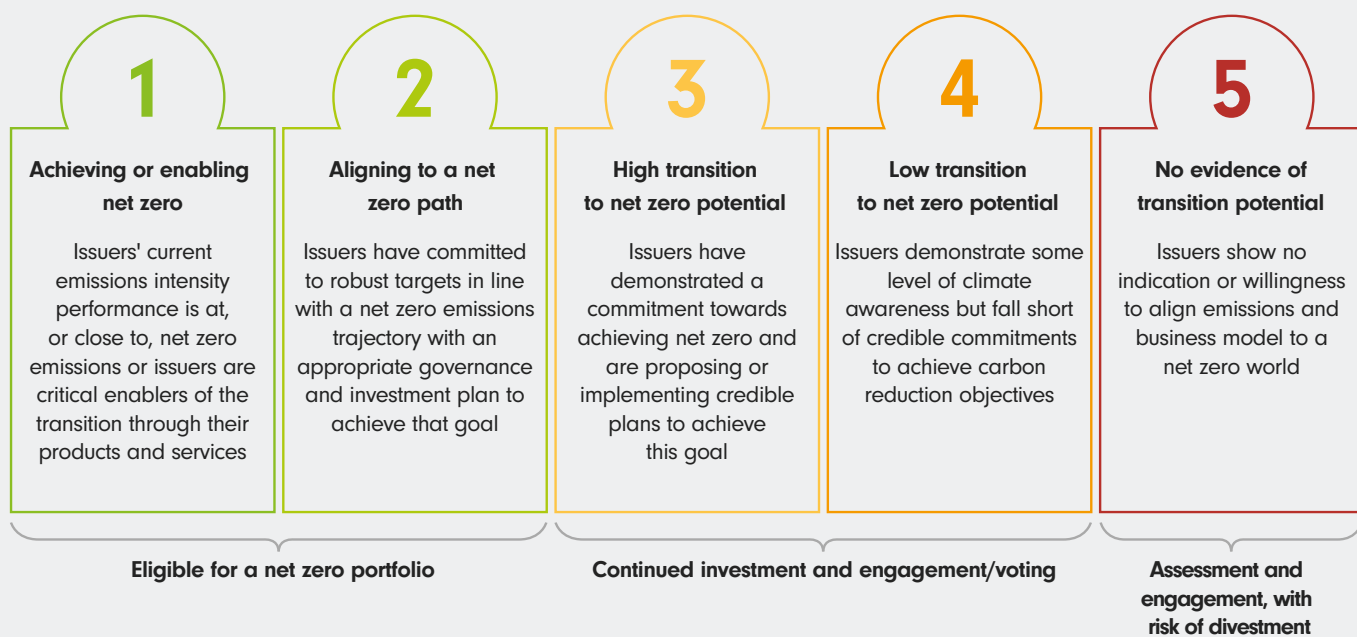 1
Achieving or enabling
net zero
Issuers' current
emissions intensity
performance is at,
or close to, net zero
emissions or issuers are
critical enablers of the
transition through their
products and services
2
Aligning to a net
zero path
Issuers have committed
to robust targets in line
with a net zero emissions
trajectory with an
appropriate governance
and investment plan to
achieve that goal
3
High transition
to net zero potential
Issuers have
demonstrated a
commitment towards
achieving net zero and
are proposing or
implementing credible
plans to achieve
this goal
4
Low transition
to net zero potential
Issuers demonstrate some
level of climate
awareness but fall short
of credible commitments
to achieve carbon
reduction objectives
5
No evidence of
transition potential
Issuers show no
indication or willingness
to align emissions and
business model to a
net zero world
Eligible for a net zero portfolio
Continued investment and engagement/voting
Assessment and
engagement, with
risk of divestment